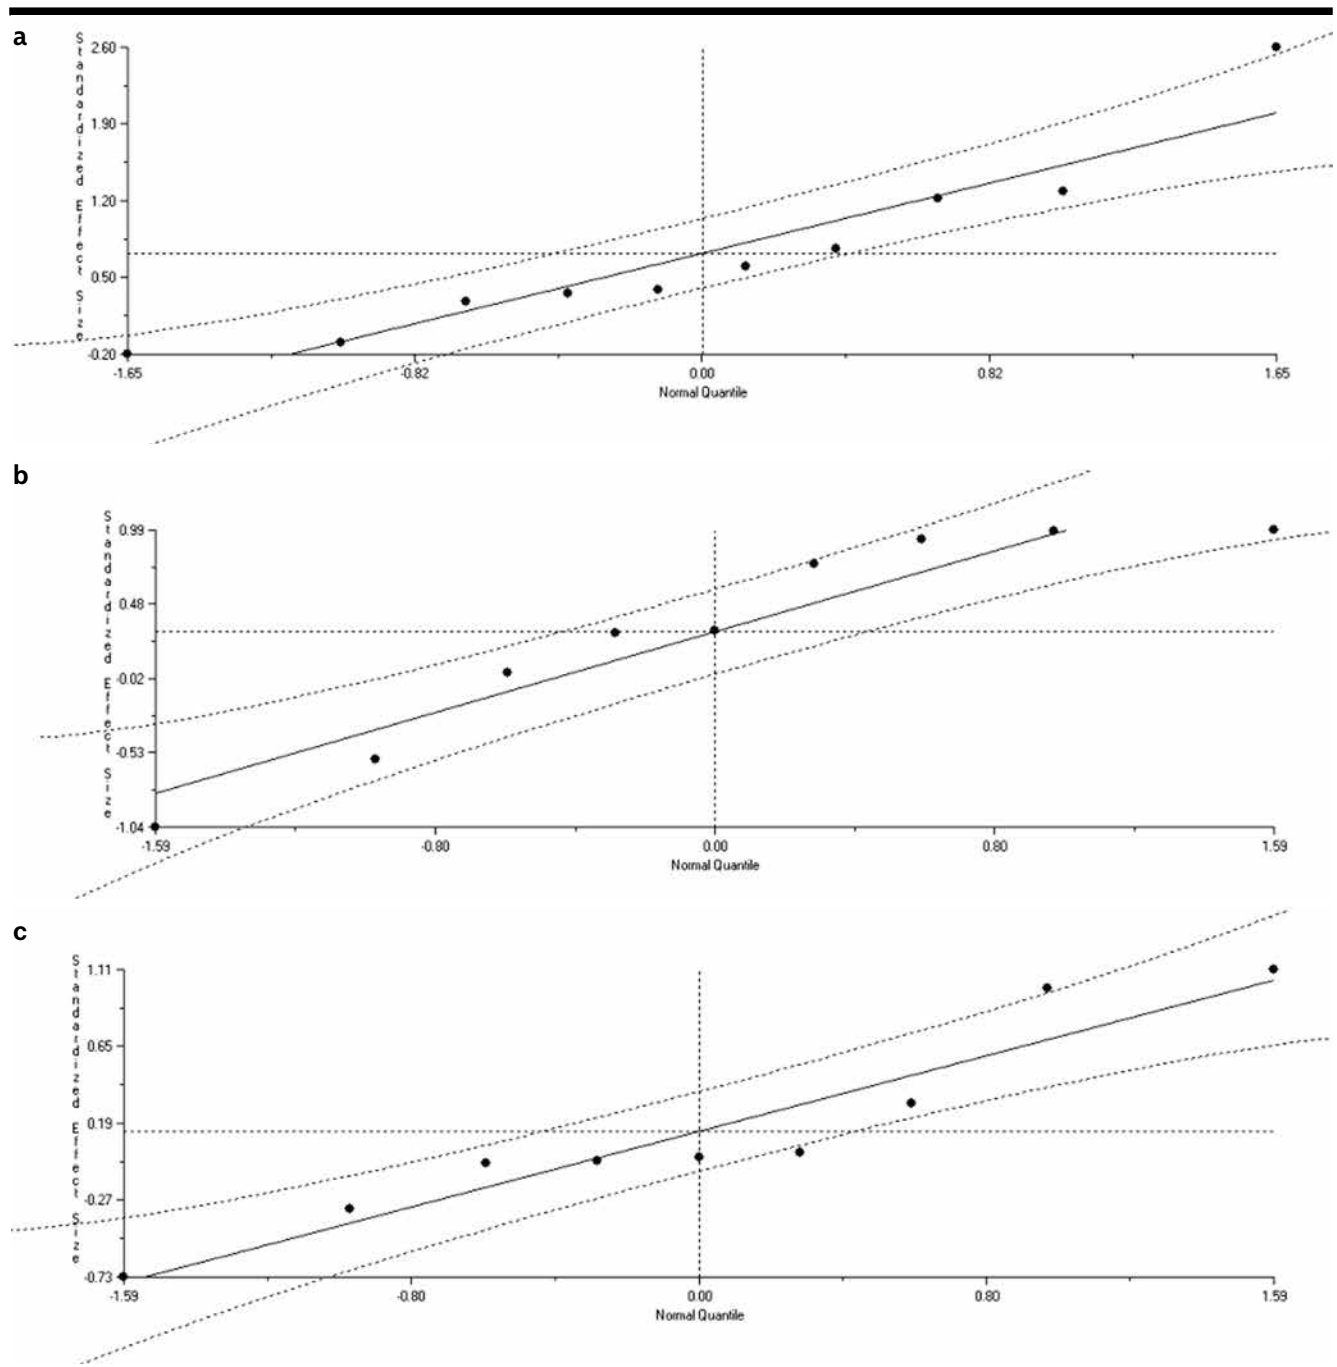 a
Standardized Effect Size
2.60
1.90
1.20
0.50
-0.20
-1.65 -0.82 0.00 0.82 1.65
Normal Quantile
b
Standardized Effect Size
0.99
0.48
-0.02
-0.53
-1.04
-1.59 -0.80 0.00 0.80 1.59
Normal Quantile
c
Standardized Effect Size
1.11
0.65
0.19
-0.27
-0.73
-1.59 -0.80 0.00 0.80 1.59
Normal Quantile